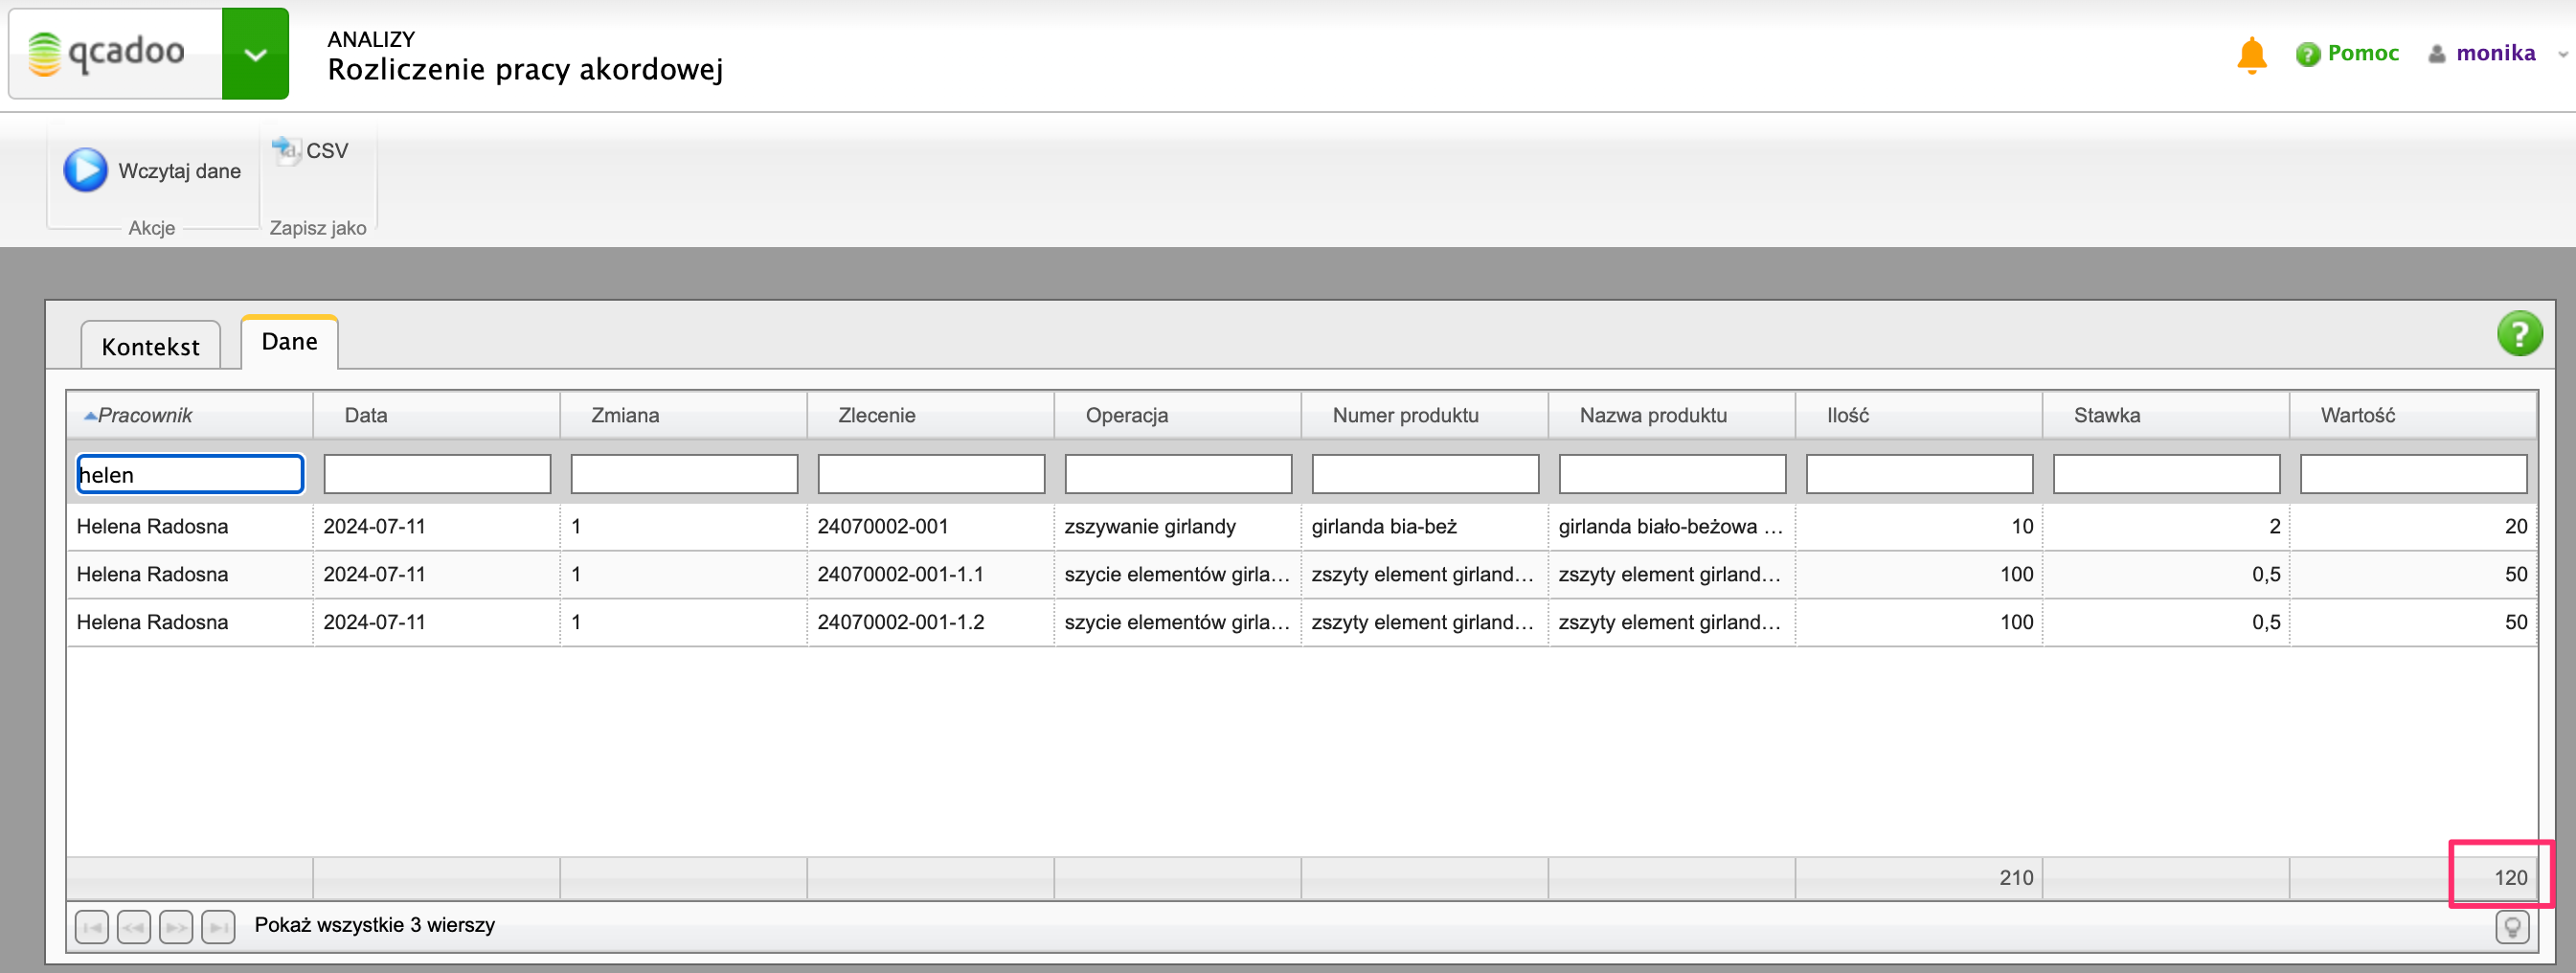 qcadoo
ANALIZY
Rozliczenie pracy akordowej
Pomoc
monika
Wczytaj dane
CSV
Akcje
Zapisz jako
Kontekst
Dane
Pracownik Data Zmiana Zlecenie Operacja Numer produktu Nazwa produktu Ilość Stawka Wartość
helen
Helena Radosna 2024-07-11 1 24070002-001 zszywanie girlandy girlanda bia-beż girlanda biało-beżowa ... 10 2 20
Helena Radosna 2024-07-11 1 24070002-001-1.1 szycie elementów girla... zszyty element girland... zszyty element girland... 100 0,5 50
Helena Radosna 2024-07-11 1 24070002-001-1.2 szycie elementów girla... zszyty element girland... zszyty element girland... 100 0,5 50
210 120
Pokaż wszystkie 3 wierszy